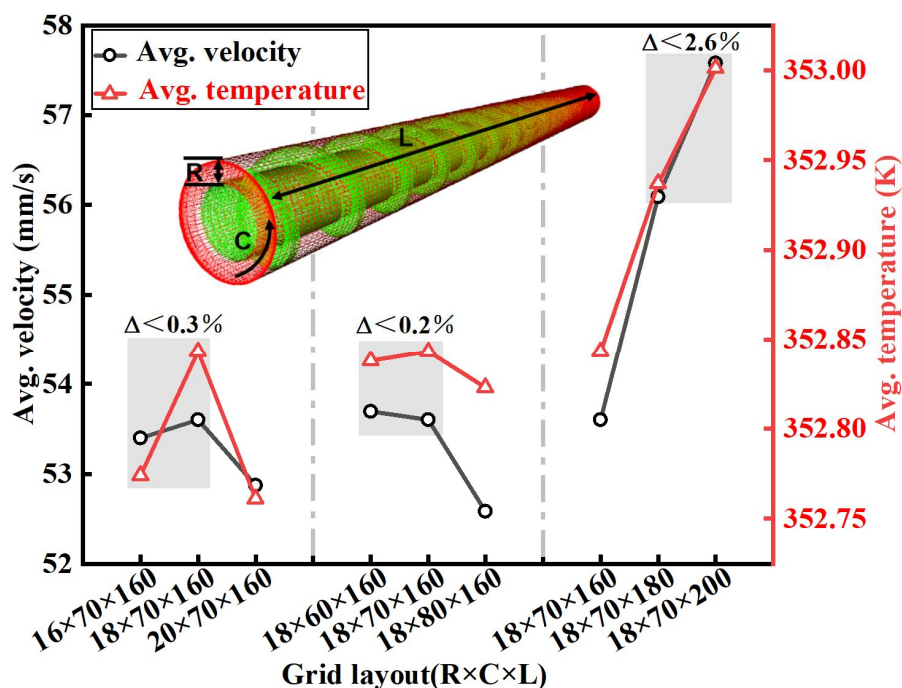 Avg. velocity
Avg. temperature
Δ<0.3%
Δ<0.2%
Δ<2.6%
R
L
C
58
57
56
55
54
53
52
Avg. velocity (mm/s)
353.00
352.95
352.90
352.85
352.80
352.75
Avg. temperature (K)
16×70×160
18×70×160
20×70×160
18×60×160
18×70×160
18×80×160
18×70×160
18×70×180
18×70×200
Grid layout(R×C×L)